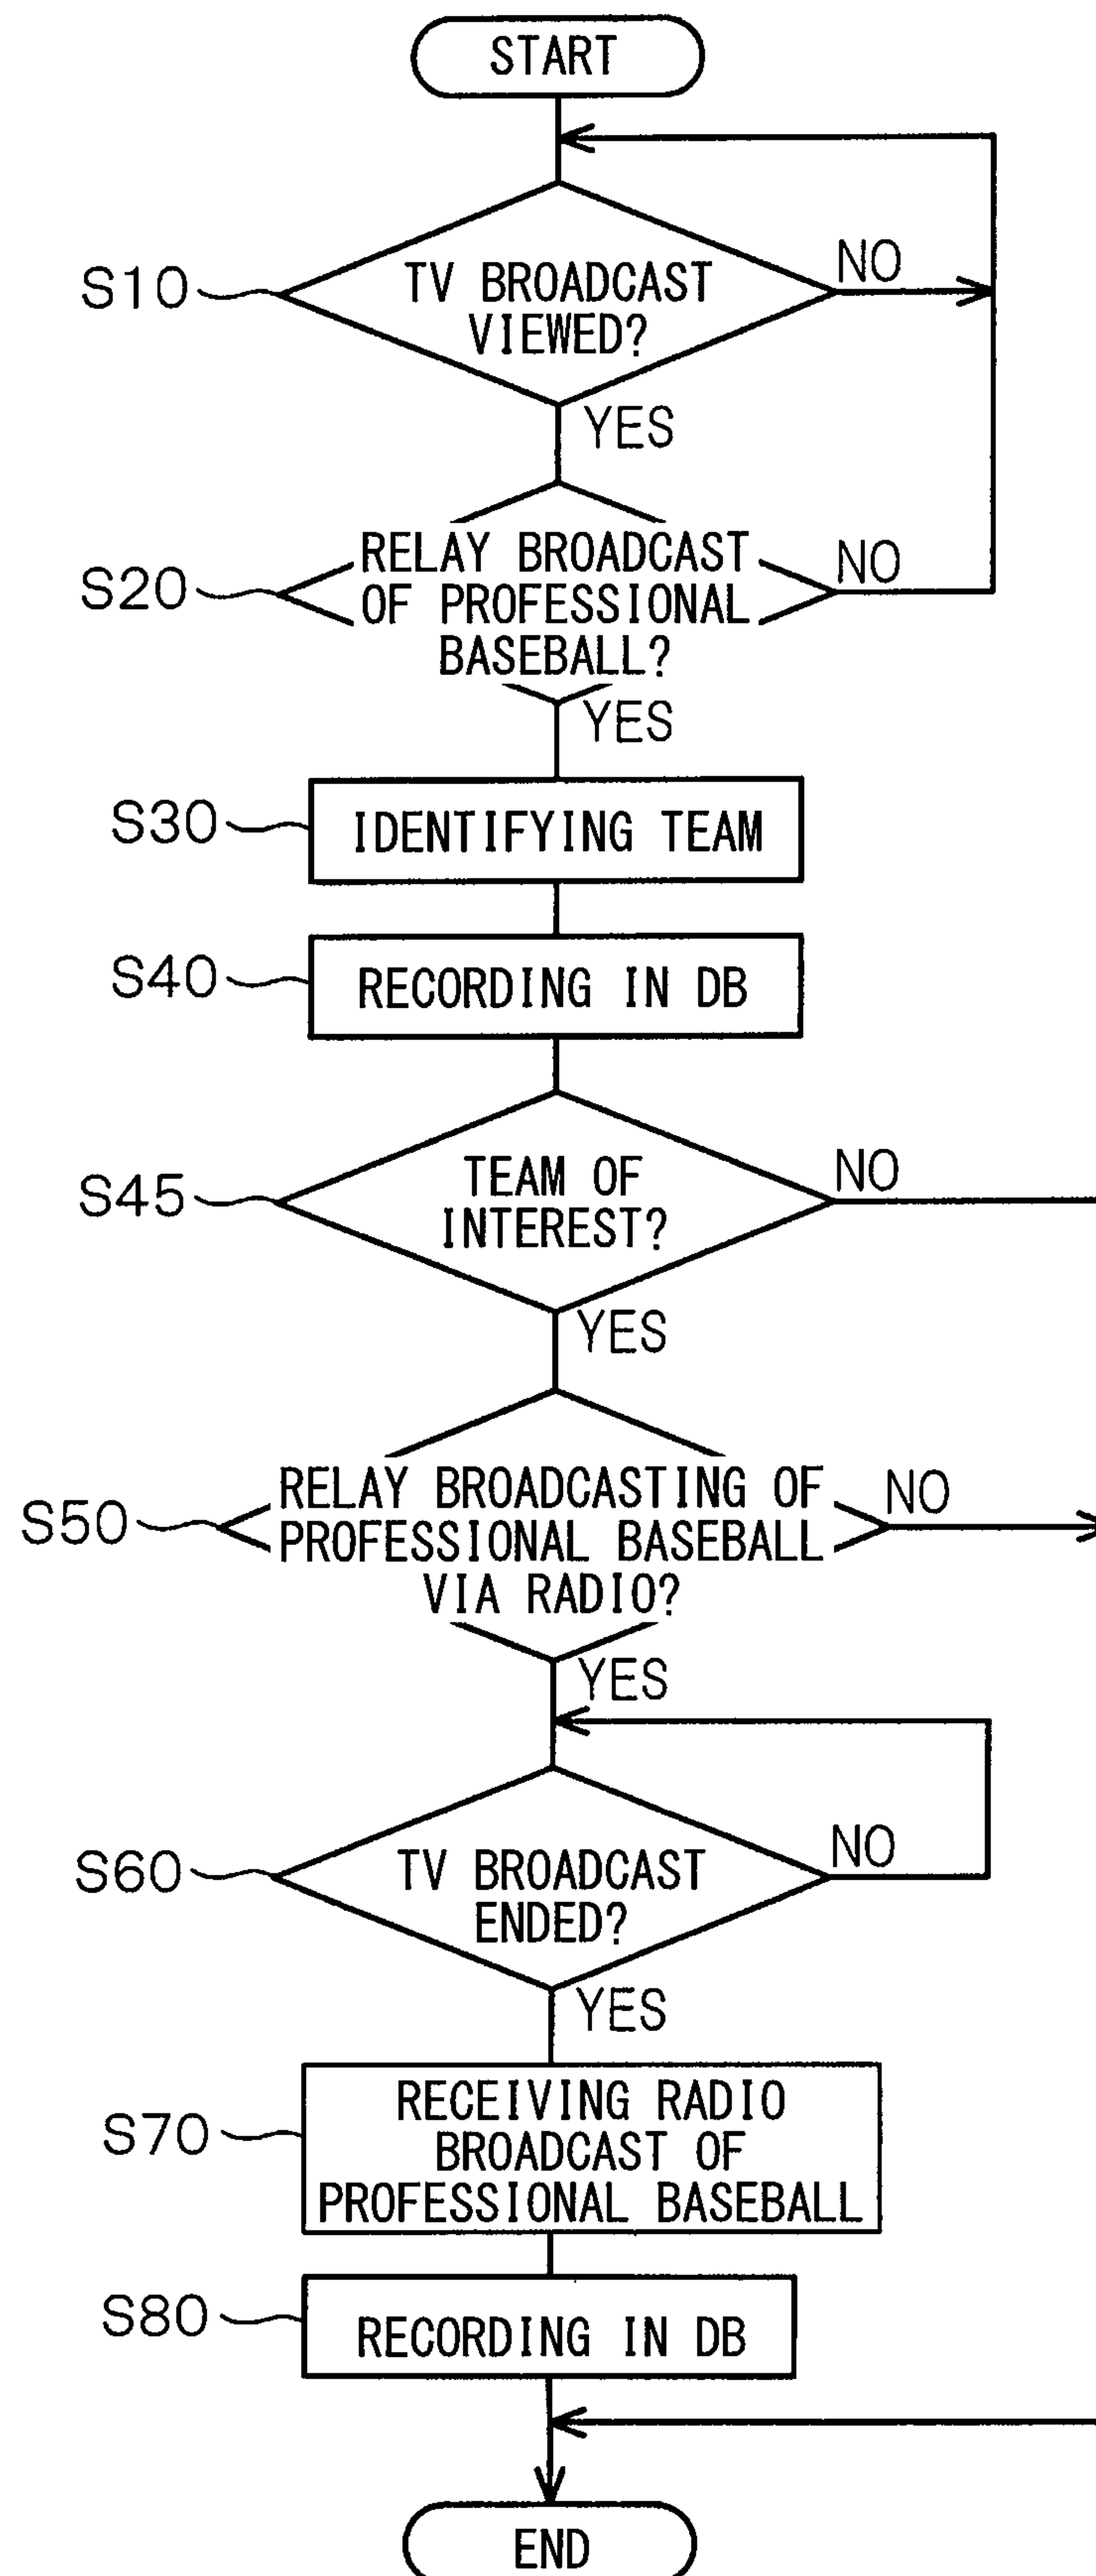 START
S10
TV BROADCAST
VIEWED?
NO
YES
S20
RELAY BROADCAST
OF PROFESSIONAL
BASEBALL?
NO
YES
S30
IDENTIFYING TEAM
S40
RECORDING IN DB
S45
TEAM OF
INTEREST?
NO
YES
S50
RELAY BROADCASTING OF
PROFESSIONAL BASEBALL
VIA RADIO?
NO
YES
S60
TV BROADCAST
ENDED?
NO
YES
S70
RECEIVING RADIO
BROADCAST OF
PROFESSIONAL BASEBALL
S80
RECORDING IN DB
END